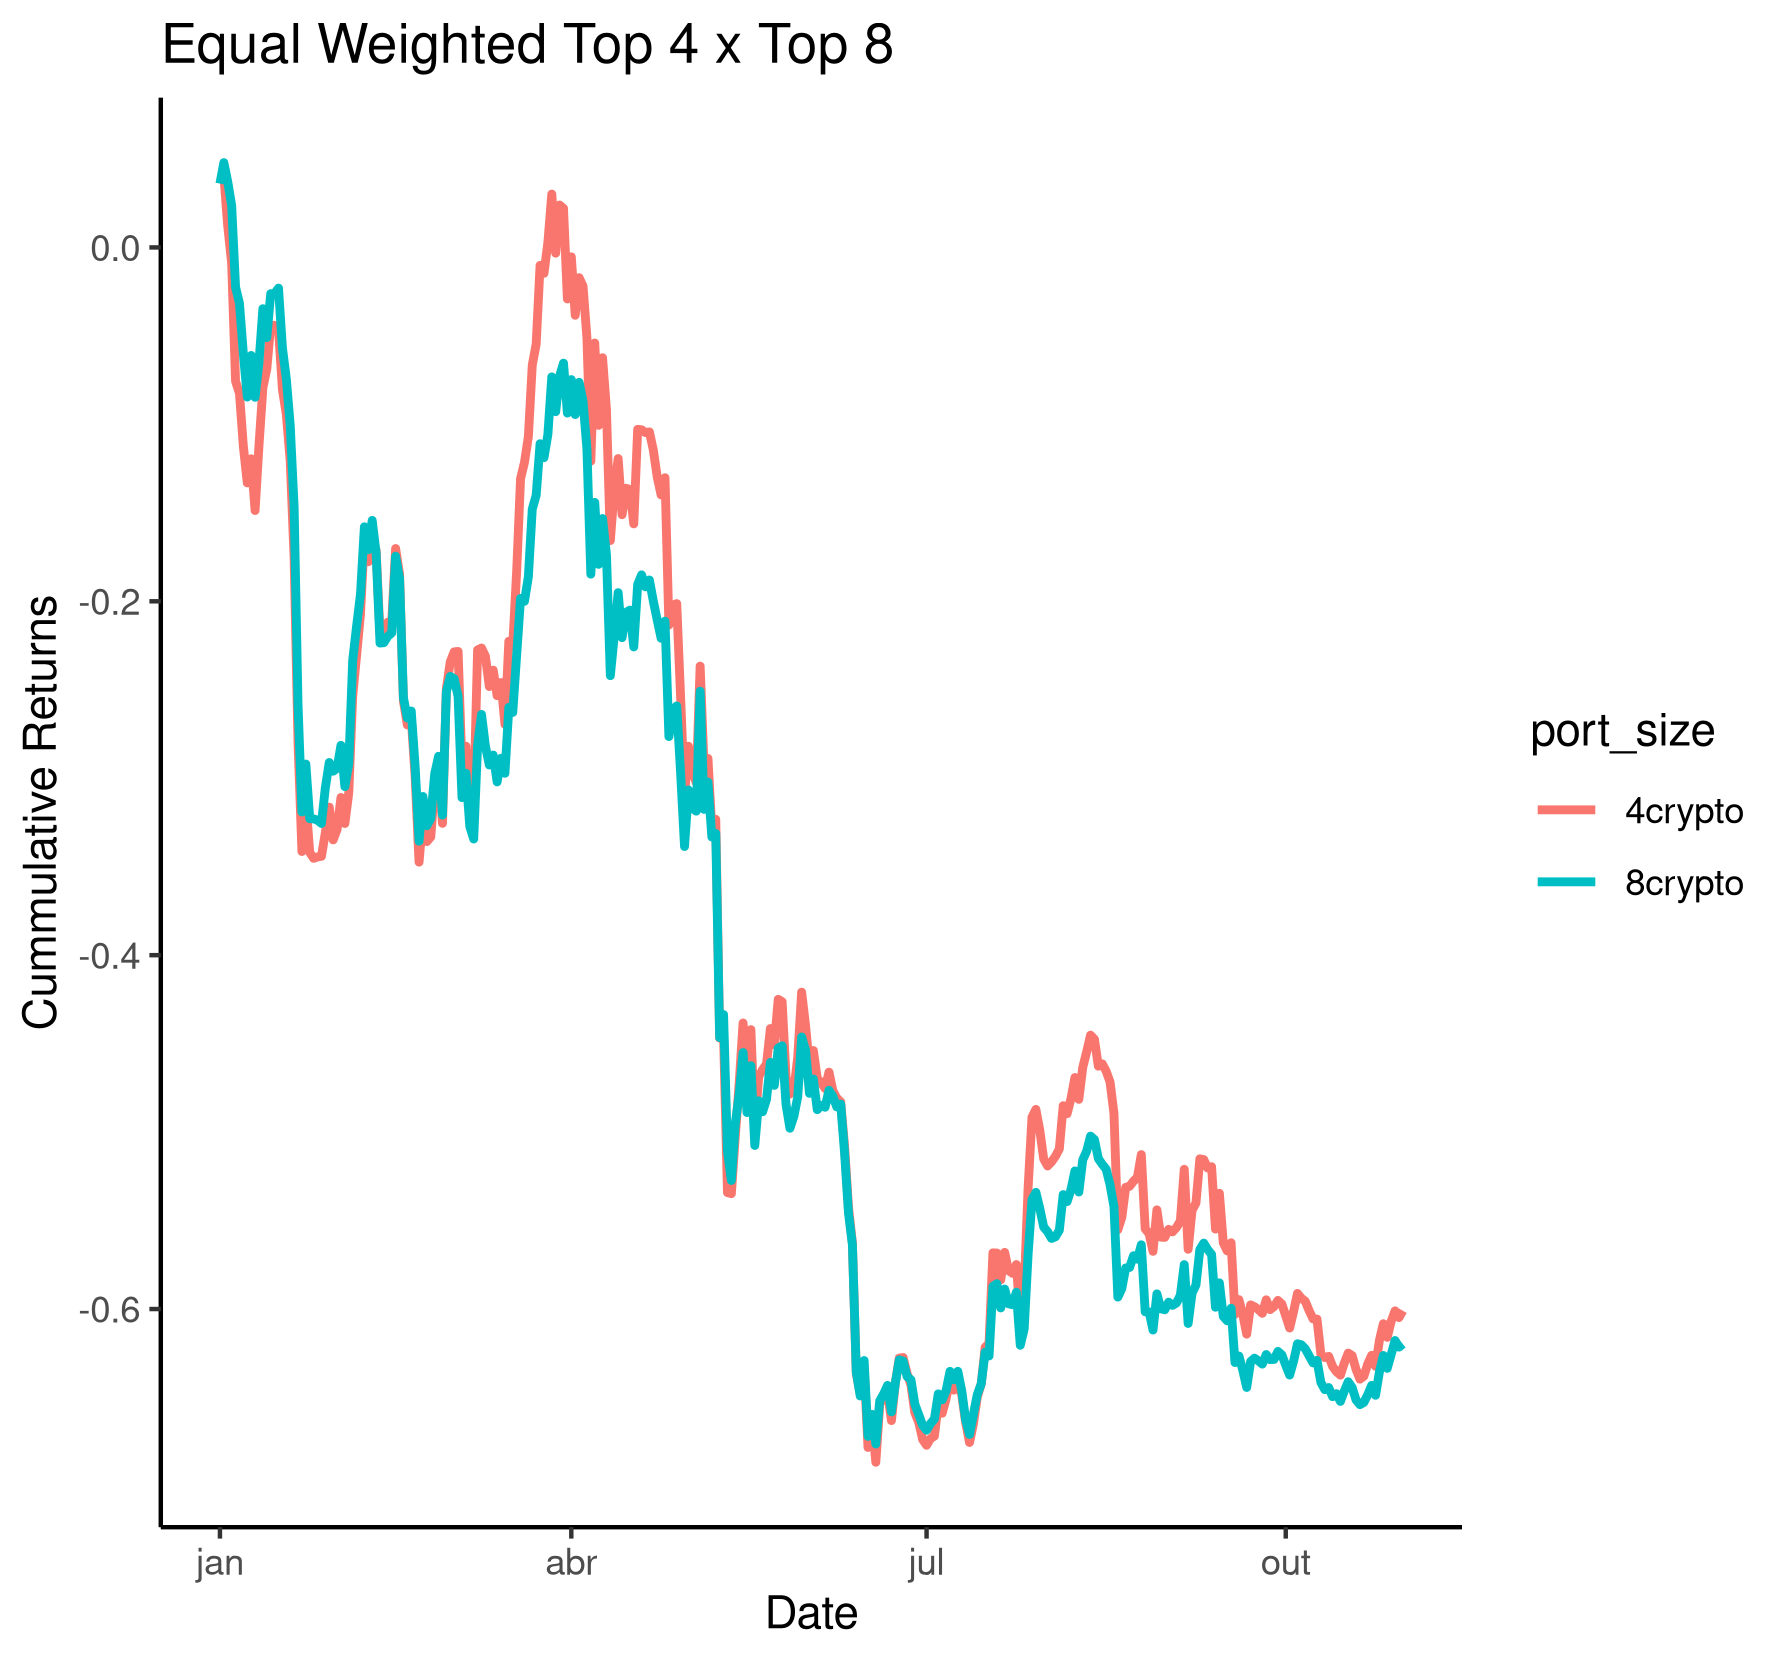 Equal Weighted Top 4 x Top 8
Cummulative Returns
0.0
-0.2
-0.4
-0.6
jan
abr
jul
out
Date
port_size
4crypto
8crypto